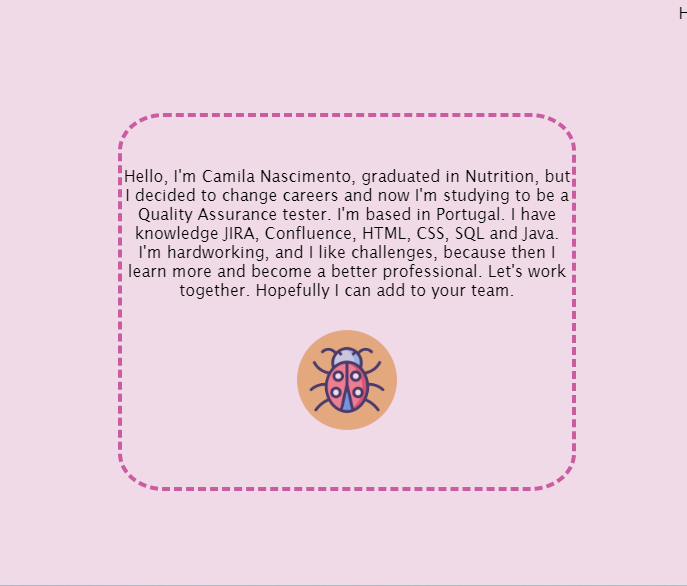 H
Hello, I'm Camila Nascimento, graduated in Nutrition, but
I decided to change careers and now I'm studying to be a
Quality Assurance tester. I'm based in Portugal. I have
knowledge JIRA, Confluence, HTML, CSS, SQL and Java.
I'm hardworking, and I like challenges, because then I
learn more and become a better professional. Let's work
together. Hopefully I can add to your team.